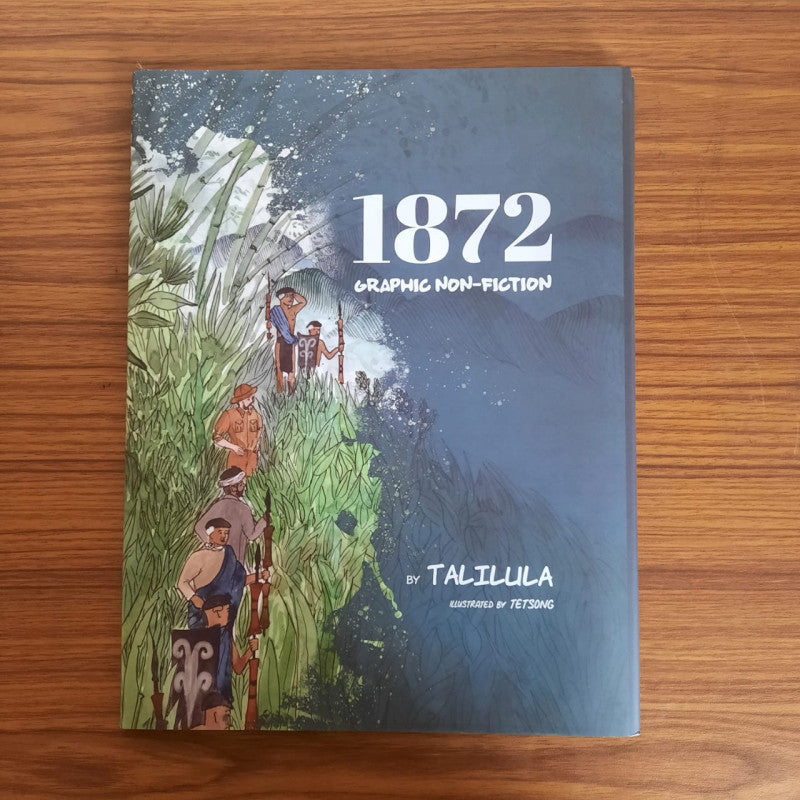 1872
GRAPHIC NON-FICTION
BY TALILULA
ILLUSTRATED BY TETSONG